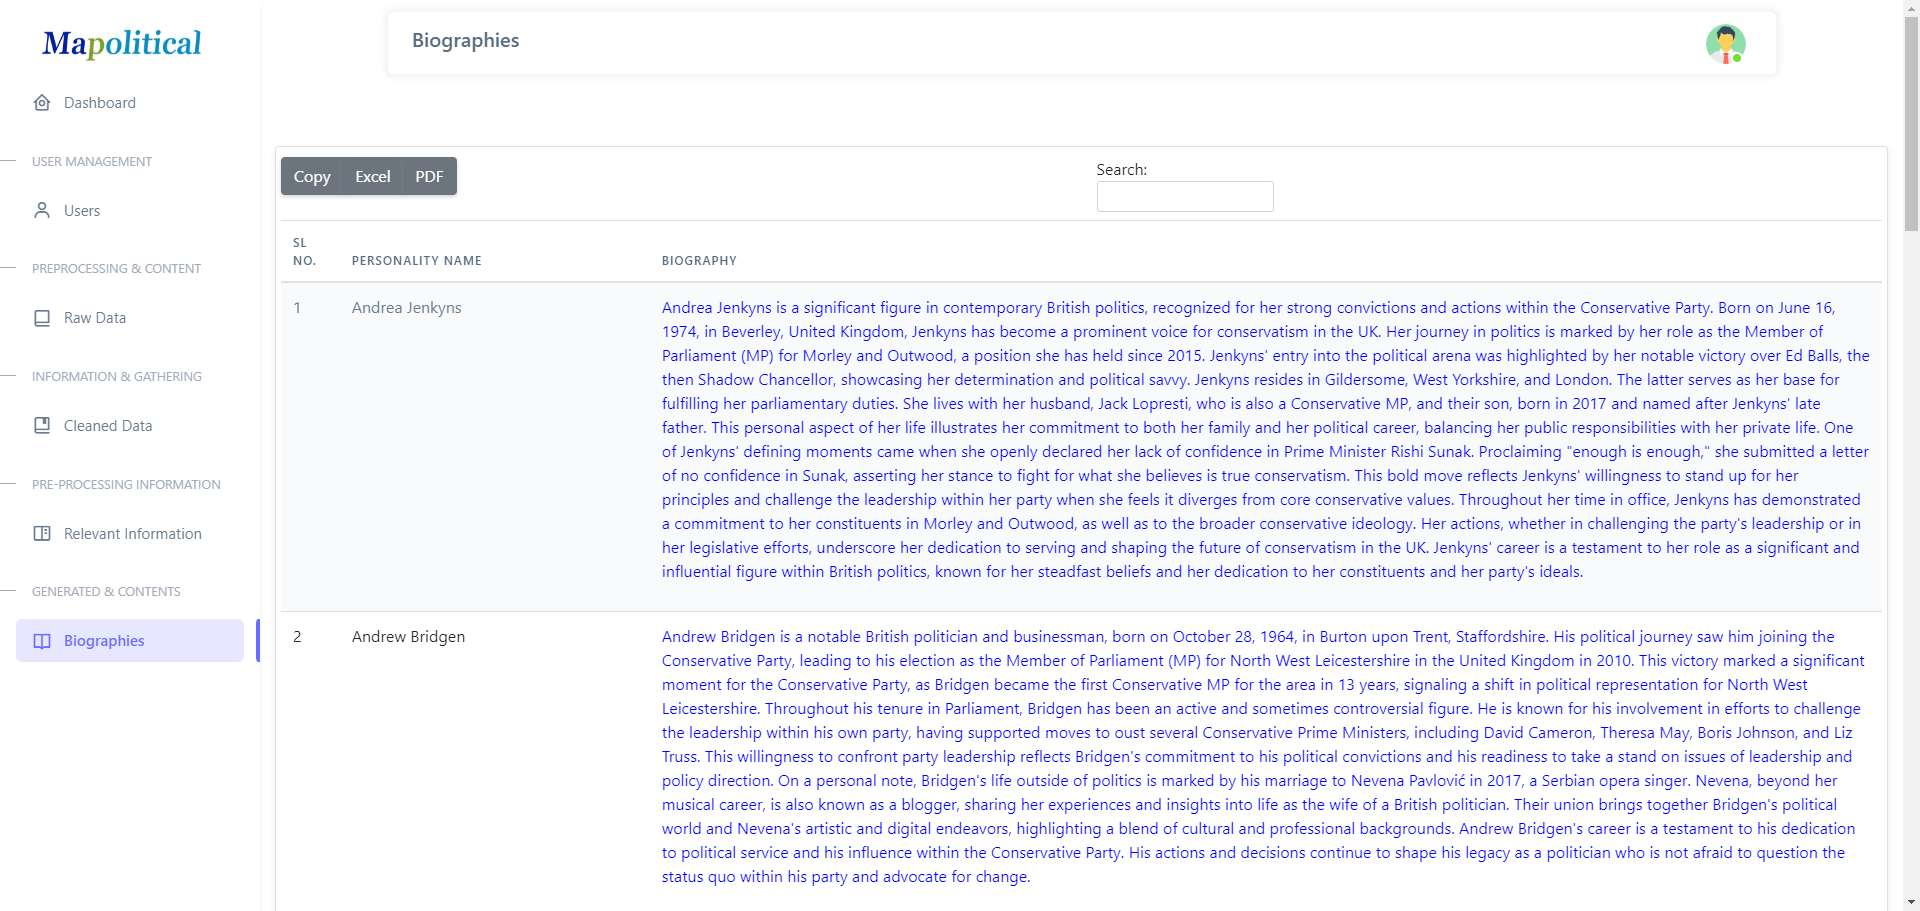 Mapolitical
Dashboard
USER MANAGEMENT
Users
PREPROCESSING & CONTENT
Raw Data
INFORMATION & GATHERING
Cleaned Data
PRE-PROCESSING INFORMATION
Relevant Information
GENERATED & CONTENTS
Biographies
Biographies
Copy Excel PDF
Search:
SL NO. PERSONALITY NAME BIOGRAPHY
1 Andrea Jenkyns
Andrea Jenkyns is a significant figure in contemporary British politics, recognized for her strong convictions and actions within the Conservative Party. Born on June 16,
1974, in Beverley, United Kingdom, Jenkyns has become a prominent voice for conservatism in the UK. Her journey in politics is marked by her role as the Member of
Parliament (MP) for Morley and Outwood, a position she has held since 2015. Jenkyns' entry into the political arena was highlighted by her notable victory over Ed Balls, the
then Shadow Chancellor, showcasing her determination and political savvy. Jenkyns resides in Gildersome, West Yorkshire, and London. The latter serves as her base for
fulfilling her parliamentary duties. She lives with her husband, Jack Lopresti, who is also a Conservative MP, and their son, born in 2017 and named after Jenkyns' late
father. This personal aspect of her life illustrates her commitment to both her family and her political career, balancing her public responsibilities with her private life. One
of Jenkyns' defining moments came when she openly declared her lack of confidence in Prime Minister Rishi Sunak. Proclaiming "enough is enough," she submitted a letter
of no confidence in Sunak, asserting her stance to fight for what she believes is true conservatism. This bold move reflects Jenkyns' willingness to stand up for her
principles and challenge the leadership within her party when she feels it diverges from core conservative values. Throughout her time in office, Jenkyns has demonstrated
a commitment to her constituents in Morley and Outwood, as well as to the broader conservative ideology. Her actions, whether in challenging the party's leadership or in
her legislative efforts, underscore her dedication to serving and shaping the future of conservatism in the UK. Jenkyns' career is a testament to her role as a significant and
influential figure within British politics, known for her steadfast beliefs and her dedication to her constituents and her party's ideals.
2 Andrew Bridgen
Andrew Bridgen is a notable British politician and businessman, born on October 28, 1964, in Burton upon Trent, Staffordshire. His political journey saw him joining the
Conservative Party, leading to his election as the Member of Parliament (MP) for North West Leicestershire in the United Kingdom in 2010. This victory marked a significant
moment for the Conservative Party, as Bridgen became the first Conservative MP for the area in 13 years, signaling a shift in political representation for North West
Leicestershire. Throughout his tenure in Parliament, Bridgen has been an active and sometimes controversial figure. He is known for his involvement in efforts to challenge
the leadership within his own party, having supported moves to oust several Conservative Prime Ministers, including David Cameron, Theresa May, Boris Johnson, and Liz
Truss. This willingness to confront party leadership reflects Bridgen's commitment to his political convictions and his readiness to take a stand on issues of leadership and
policy direction. On a personal note, Bridgen's life outside of politics is marked by his marriage to Nevena Pavlović in 2017, a Serbian opera singer. Nevena, beyond her
musical career, is also known as a blogger, sharing her experiences and insights into life as the wife of a British politician. Their union brings together Bridgen's political
world and Nevena's artistic and digital endeavors, highlighting a blend of cultural and professional backgrounds. Andrew Bridgen's career is a testament to his dedication
to political service and his influence within the Conservative Party. His actions and decisions continue to shape his legacy as a politician who is not afraid to question the
status quo within his party and advocate for change.